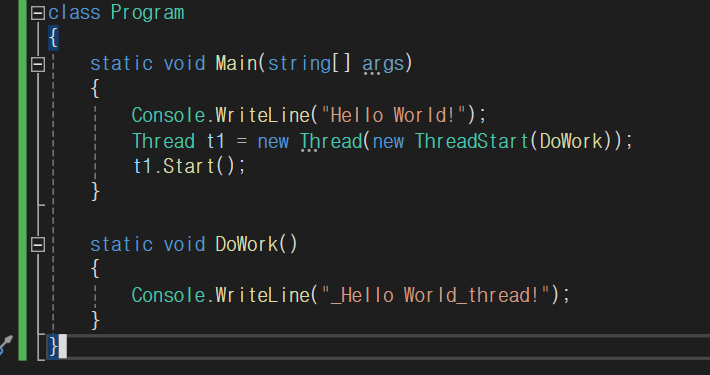 class Program
{
    static void Main(string[] args)
    {
        Console.WriteLine("Hello World!");
        Thread t1 = new Thread(new ThreadStart(DoWork));
        t1.Start();
    }

    static void DoWork()
    {
        Console.WriteLine("_Hello World_thread!");
    }
}